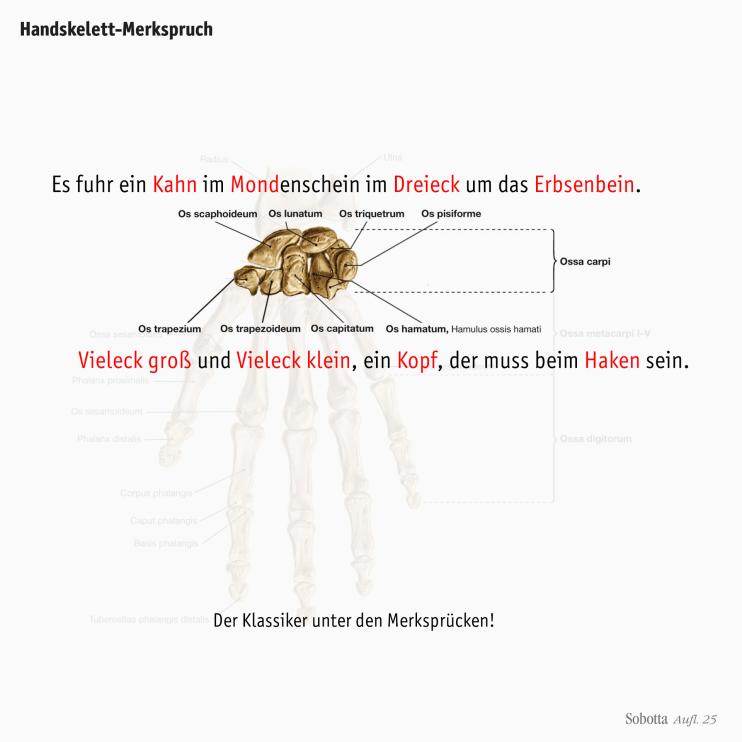 Handskelett-Merkspruch
Radius
Ulna
Es fuhr ein Kahn im Mondenschein im Dreieck um das Erbsenbein.
Os scaphoideum Os lunatum Os triquetrum Os pisiforme
Ossa carpi
Os trapezium Os trapezoideum Os capitatum Os hamatum, Hamulus ossis hamati
Ossa metacarpi I–V
Vieleck groß und Vieleck klein, ein Kopf, der muss beim Haken sein.
Phalanx proximalis
Os sesamoideum
Phalanx distalis
Ossa digitorum
Corpus phalangis
Caput phalangis
Basis phalangis
Tuberositas phalangis distalis
Der Klassiker unter den Merksprücken!
Sobotta Aufl. 25